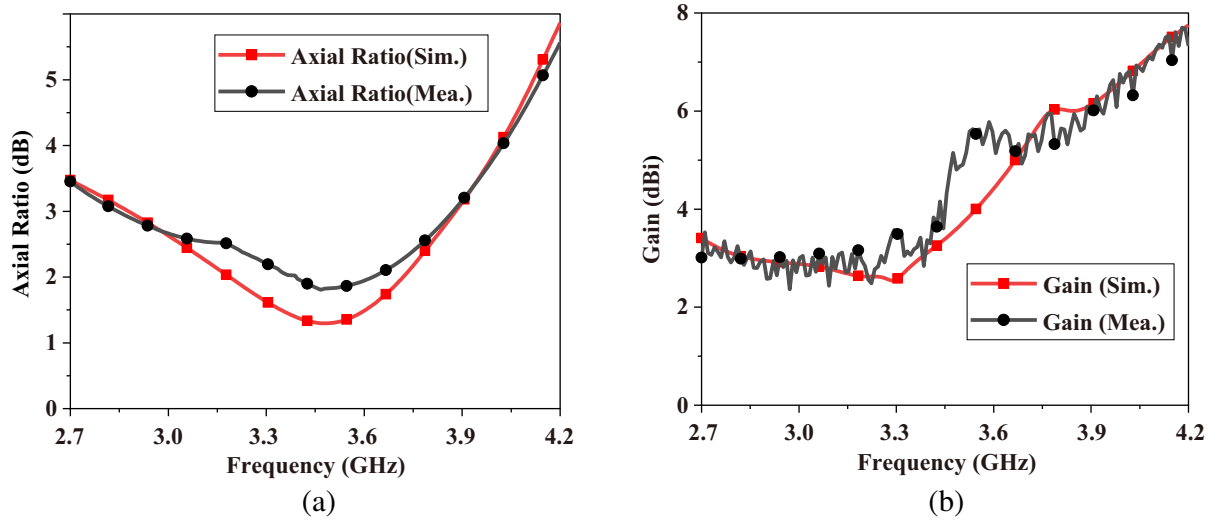 Axial Ratio (dB)
5
4
3
2
1
0
Axial Ratio(Sim.)
Axial Ratio(Mea.)
2.7 3.0 3.3 3.6 3.9 4.2
Frequency (GHz)
(a)
Gain (dBi)
8
6
4
2
0
Gain (Sim.)
Gain (Mea.)
2.7 3.0 3.3 3.6 3.9 4.2
Frequency (GHz)
(b)